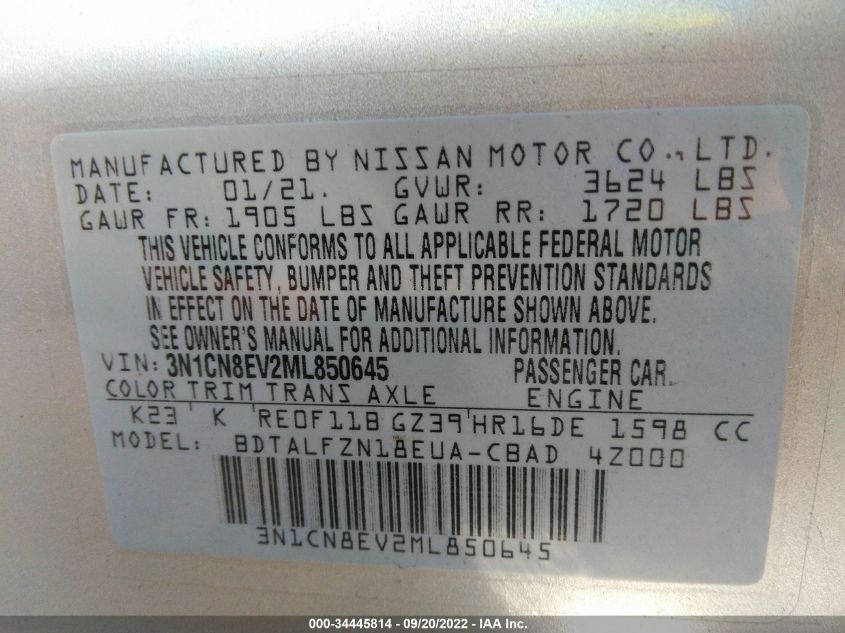 MANUFACTURED BY NISSAN MOTOR CO., LTD.
DATE: 01/21. GVWR: 3624 LBS
GAWR FR: 1905 LBS GAWR RR: 1720 LBS
THIS VEHICLE CONFORMS TO ALL APPLICABLE FEDERAL MOTOR
VEHICLE SAFETY, BUMPER AND THEFT PREVENTION STANDARDS
IN EFFECT ON THE DATE OF MANUFACTURE SHOWN ABOVE.
SEE OWNER'S MANUAL FOR ADDITIONAL INFORMATION.
VIN: 3N1CN8EV2ML850645 PASSENGER CAR.
COLOR TRIM TRANS AXLE ENGINE
K23 K RE0F11B GZ39 HR16DE 1598 CC
MODEL: BDTALFZN18EUA-CBAD 4Z000
3N1CN8EV2ML850645
000-34445814 - 09/20/2022 - IAA Inc.